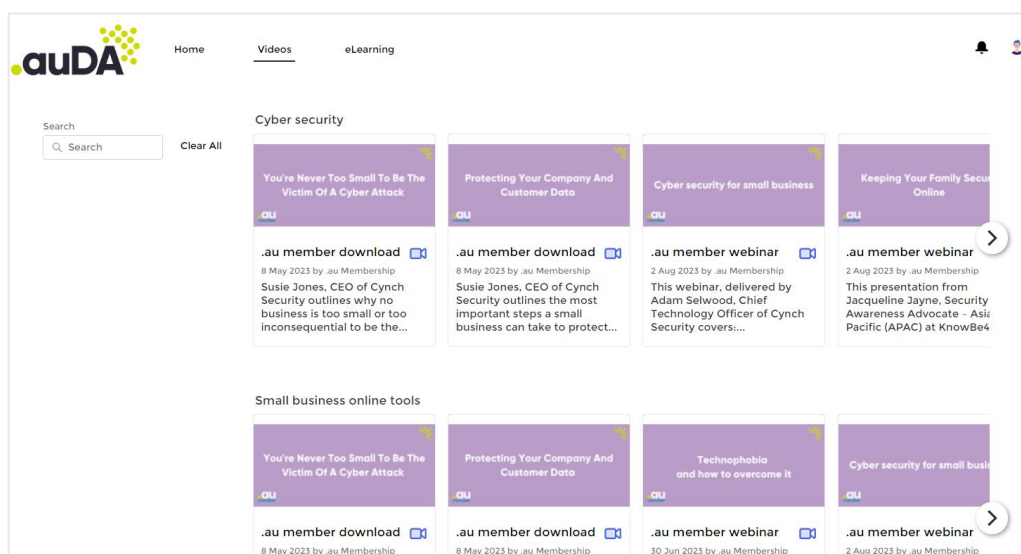 .auDA
Home
Videos
eLearning
Search
Search
Clear All
Cyber security
You're Never Too Small To Be The
Victim Of A Cyber Attack
.au
.au member download
8 May 2023 by .au Membership
Susie Jones, CEO of Cynch
Security outlines why no
business is too small or too
inconsequential to be the...
Protecting Your Company And
Customer Data
.au
.au member download
8 May 2023 by .au Membership
Susie Jones, CEO of Cynch
Security outlines the most
important steps a small
business can take to protect...
Cyber security for small business
.au
.au member webinar
2 Aug 2023 by .au Membership
This webinar, delivered by
Adam Selwood, Chief
Technology Officer of Cynch
Security covers:...
Keeping Your Family Secu
Online
.au
.au member webinar
2 Aug 2023 by .au Membership
This presentation from
Jacqueline Jayne, Security
Awareness Advocate – Asia
Pacific (APAC) at KnowBe4
Small business online tools
You're Never Too Small To Be The
Victim Of A Cyber Attack
.au
.au member download
8 May 2023 by .au Membership
Protecting Your Company And
Customer Data
.au
.au member download
8 May 2023 by .au Membership
Technophobia
and how to overcome it
.au
.au member webinar
30 Jun 2023 by .au Membership
Cyber security for small busi
.au
.au member webinar
2 Aug 2023 by .au Membership